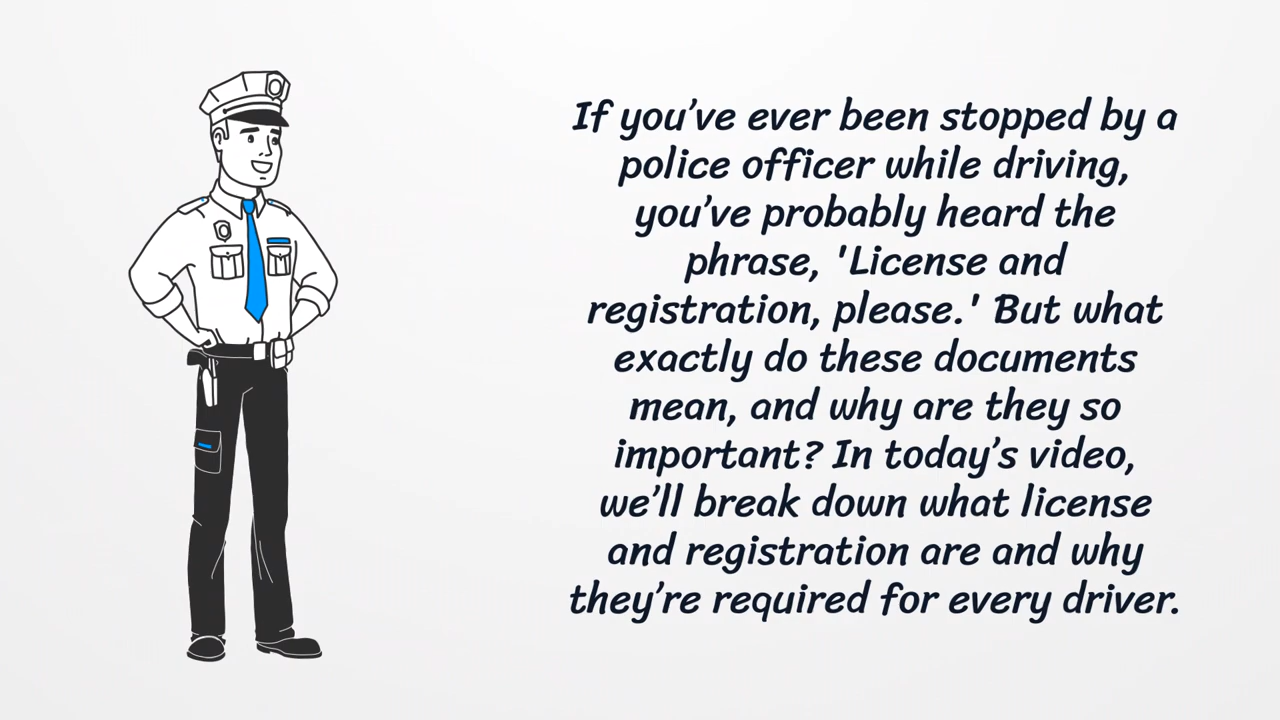 If you’ve ever been stopped by a
police officer while driving,
you’ve probably heard the
phrase, 'License and
registration, please.' But what
exactly do these documents
mean, and why are they so
important? In today’s video,
we’ll break down what license
and registration are and why
they’re required for every driver.